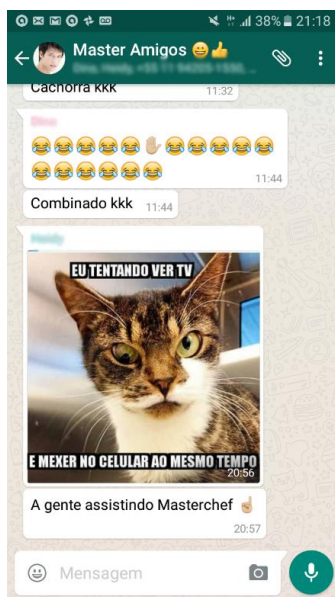 38% 21:18
Master Amigos 😀👍
Cachorra kkk 11:32
😂😂😂😂😂✋🏼😂😂😂😂😂
😂😂😂😂😂😂
11:44
Combinado kkk 11:44
EU TENTANDO VER TV
E MEXER NO CELULAR AO MESMO TEMPO
20:56
A gente assistindo Masterchef ☝🏼
20:57
Mensagem